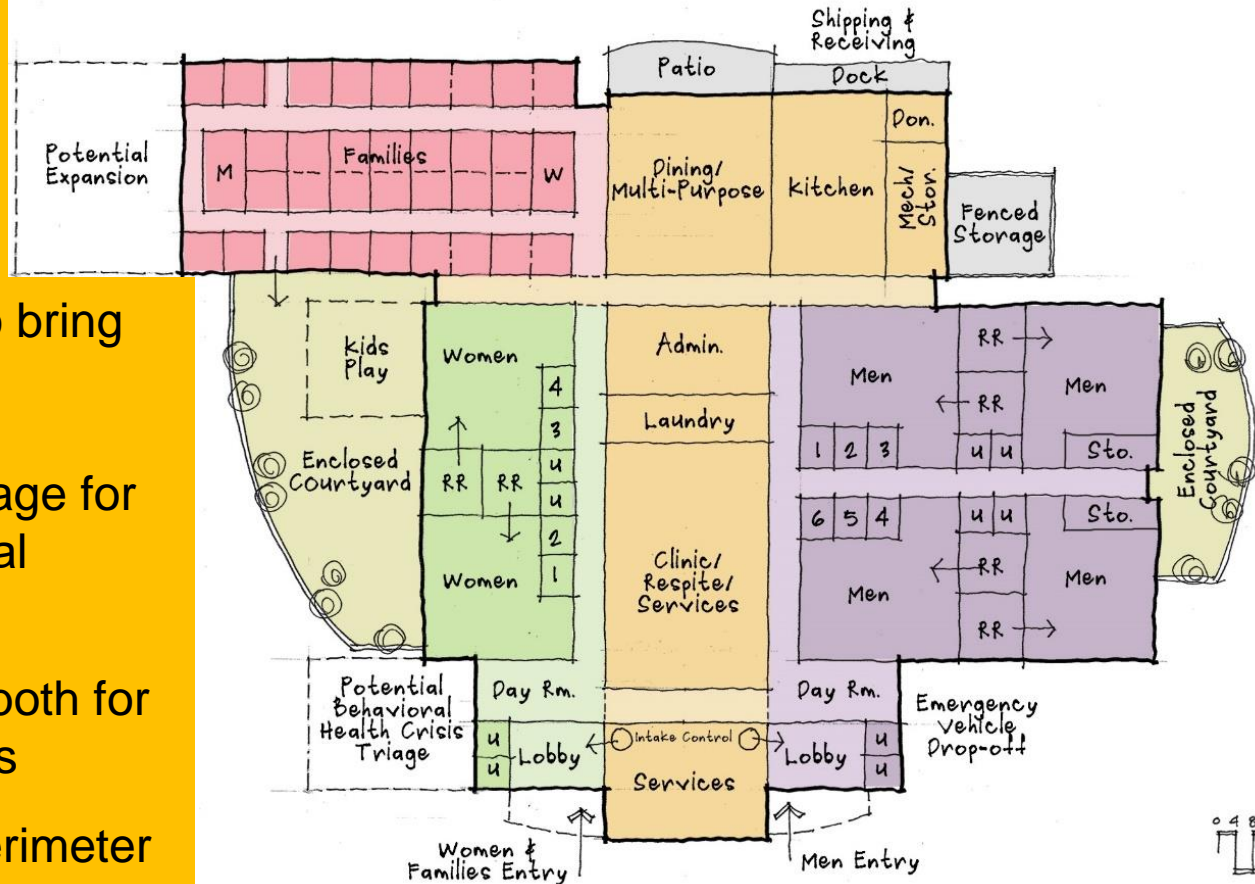 Shipping &
Receiving
Patio
Dock
Don.
Potential
Expansion
M
Families
W
Dining/
Multi-Purpose
Kitchen
Mech/
Stor.
Fenced
Storage
bring
age for
al
ooth for
s
erimeter
Kids
Play
Women
4
3
u
u
2
1
RR
RR
Enclosed
Courtyard
Women
Admin.
Laundry
Clinic/
Respite/
Services
Men
RR
RR
Men
1 2 3
u u
Sto.
6 5 4
u u
Sto.
Men
RR
RR
Men
Enclosed
Courtyard
Potential
Behavioral
Health Crisis
Triage
Day Rm.
Day Rm.
Emergency
Vehicle
Drop-off
u
u
Lobby
Intake Control
Lobby
u
u
Services
Women &
Families Entry
Men Entry
0 4 8